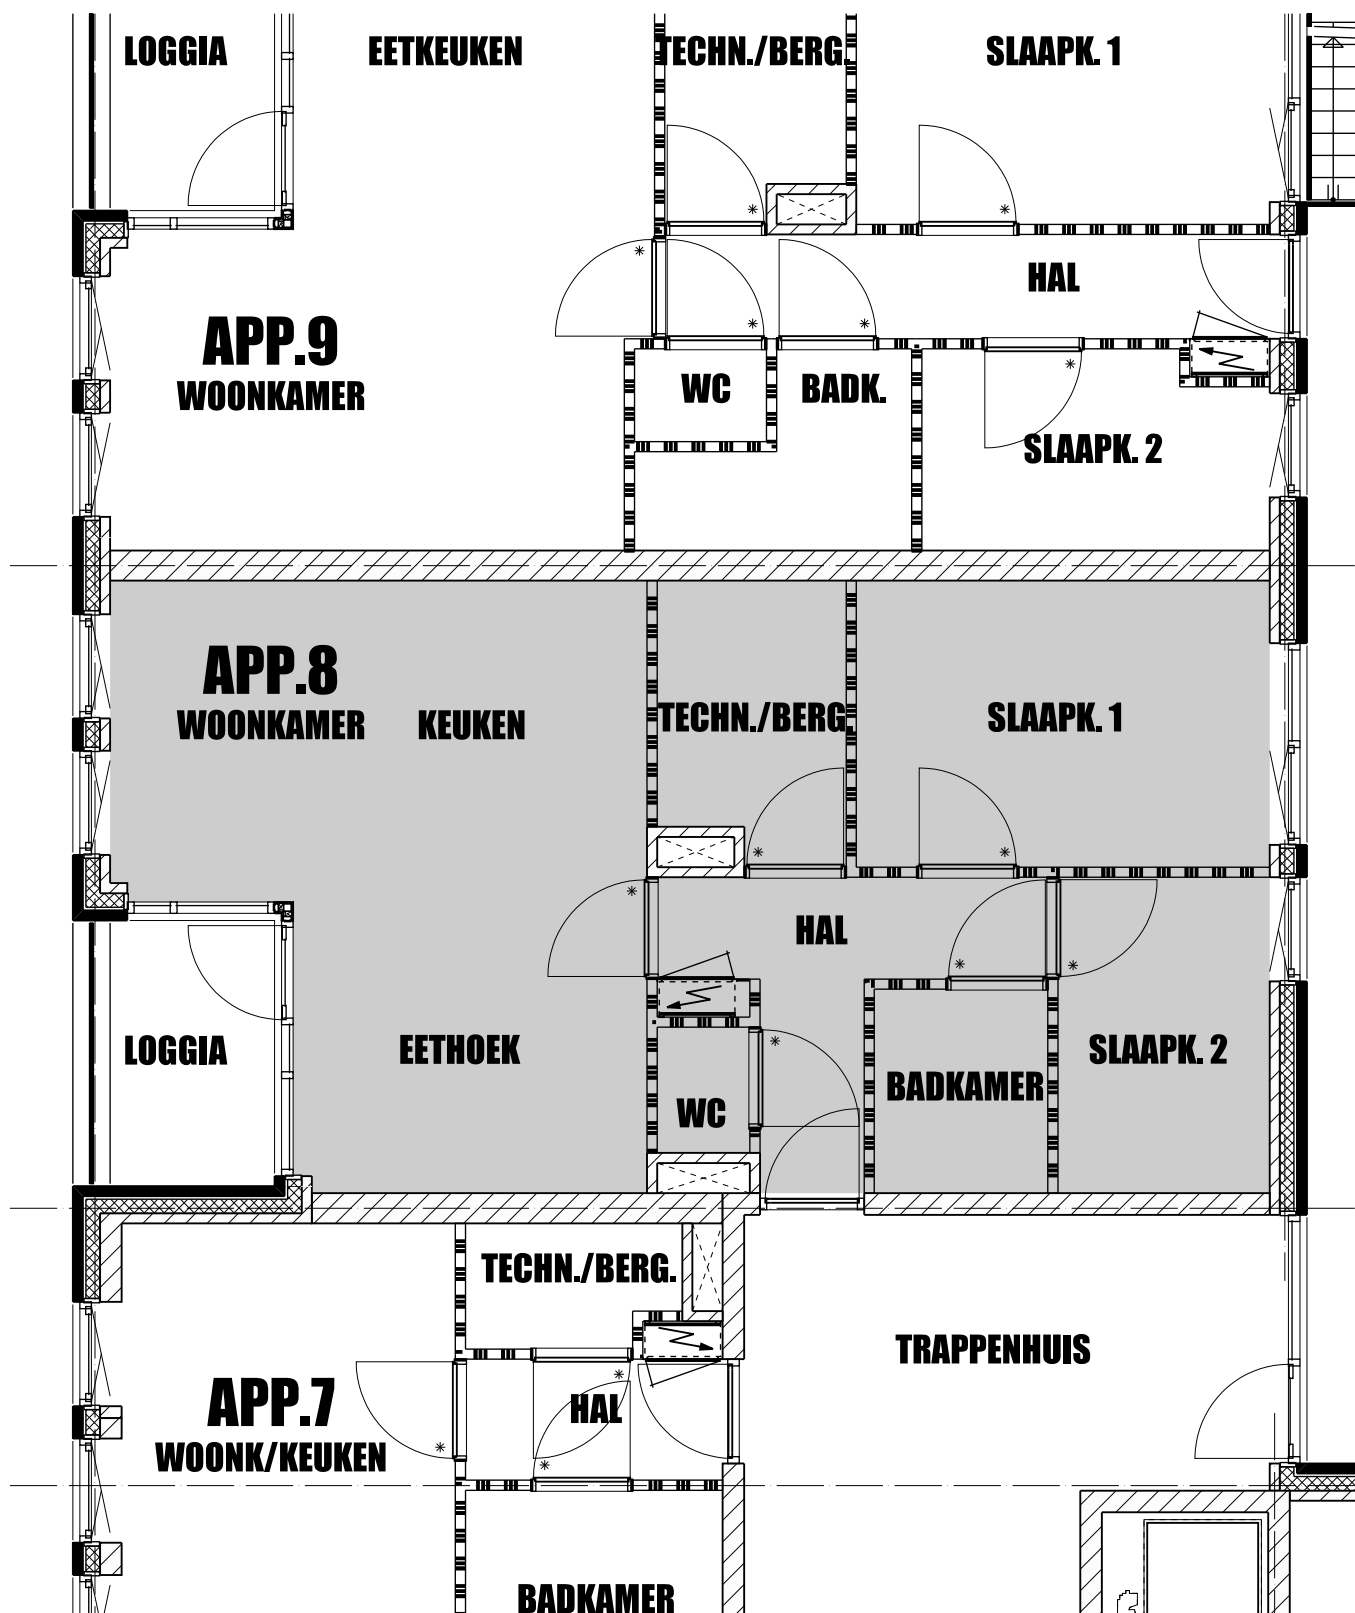 LOGGIA EETKEUKEN TECHN./BERG. SLAAPK. 1
HAL
APP.9
WOONKAMER WC BADK.
SLAAPK. 2
APP.8
WOONKAMER KEUKEN TECHN./BERG. SLAAPK. 1
HAL
LOGGIA EETHOEK SLAAPK. 2
BADKAMER
WC
TECHN./BERG.
TRAPPENHUIS
APP.7 HAL
WOONK/KEUKEN
BADKAMER